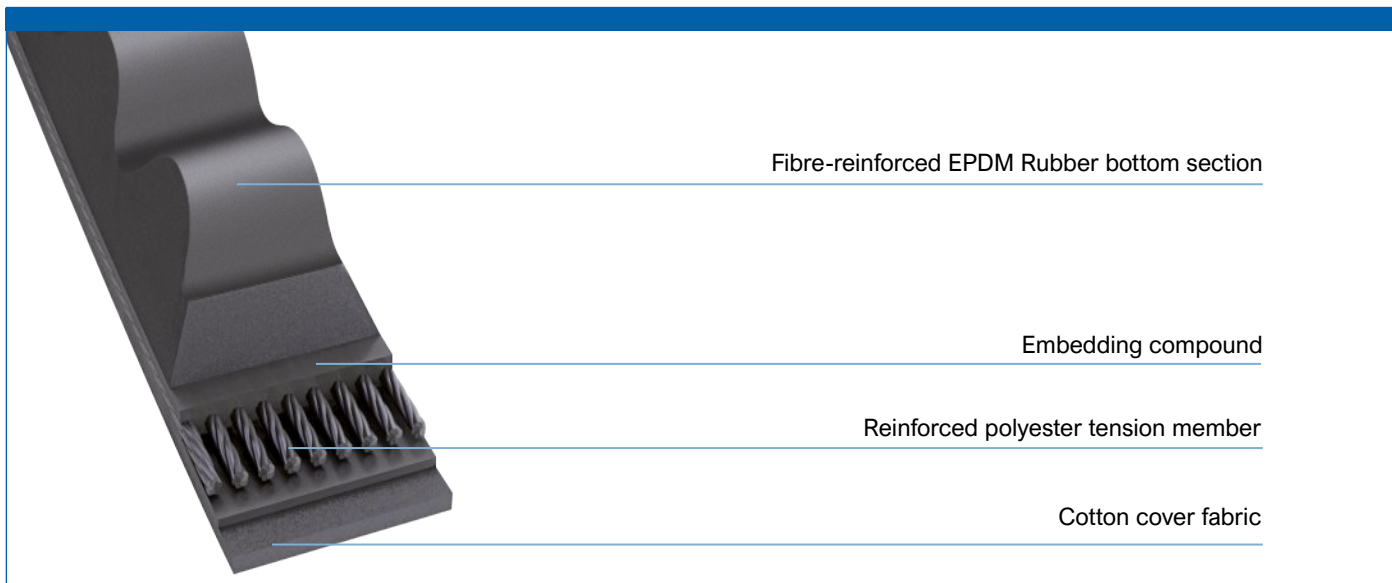 Fibre-reinforced EPDM Rubber bottom section
Embedding compound
Reinforced polyester tension member
Cotton cover fabric